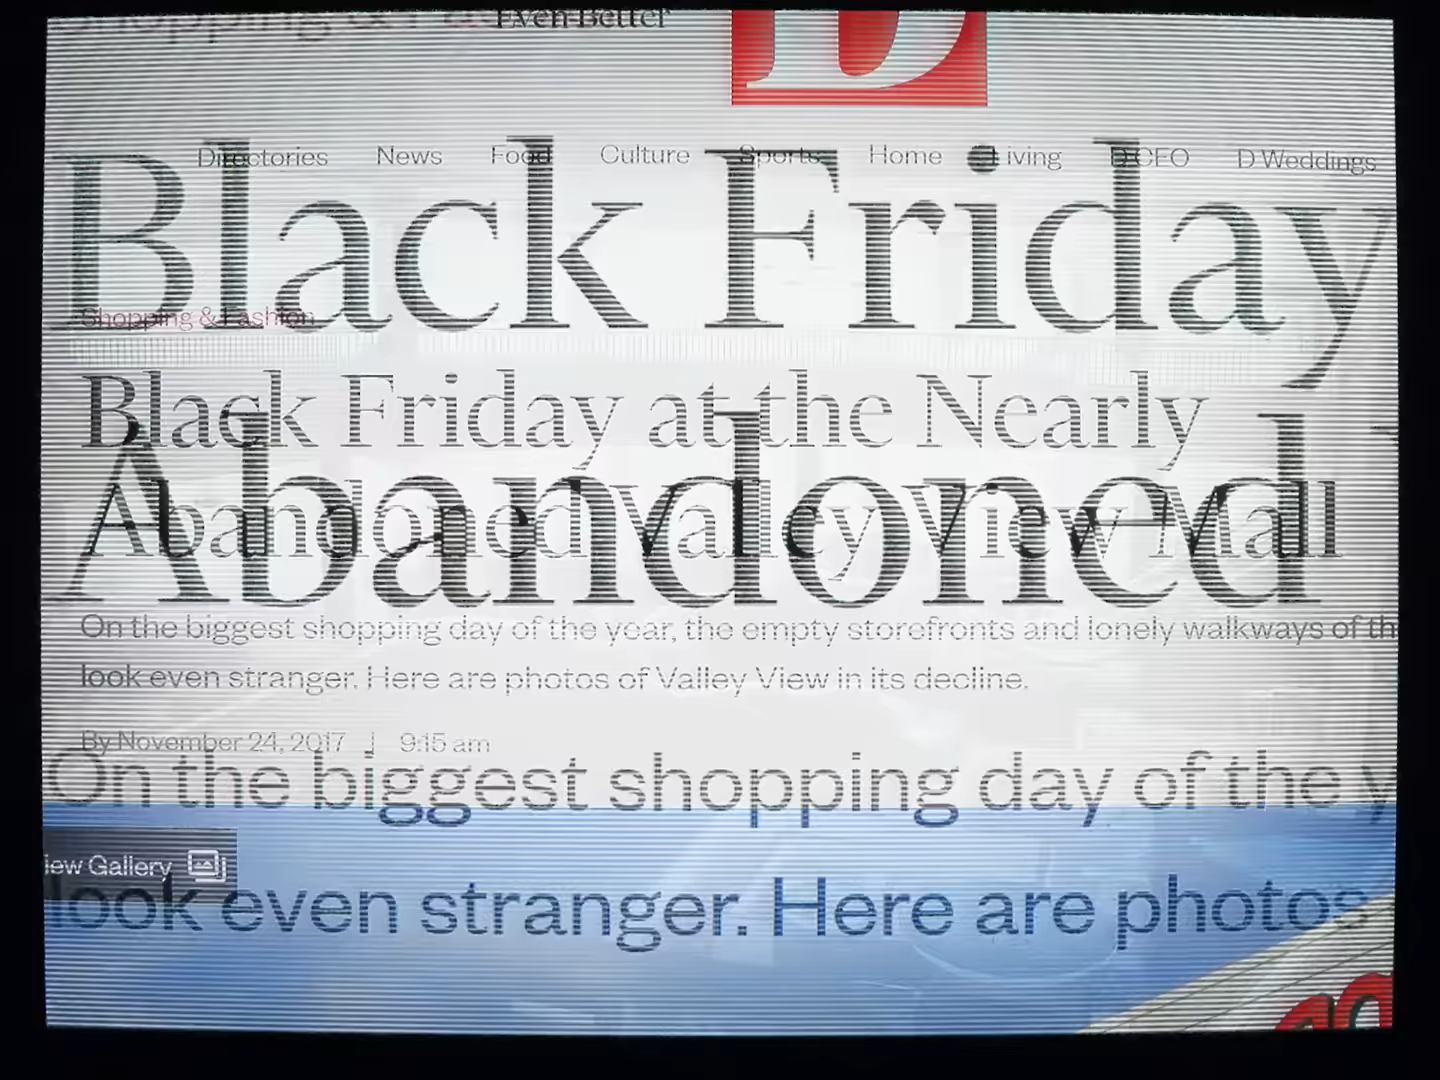 Shopping & Fas
Even Better
D
Directories News Food Culture Sports Home Living D CEO D Weddings
Black Friday
Shopping & Fashion
Black Friday at the Nearly
Abandoned Valley View Mall
Abandoned
On the biggest shopping day of the year, the empty storefronts and lonely walkways of th
look even stranger. Here are photos of Valley View in its decline.
By November 24, 2017 | 9:15 am
On the biggest shopping day of the y
iew Gallery
look even stranger. Here are photos